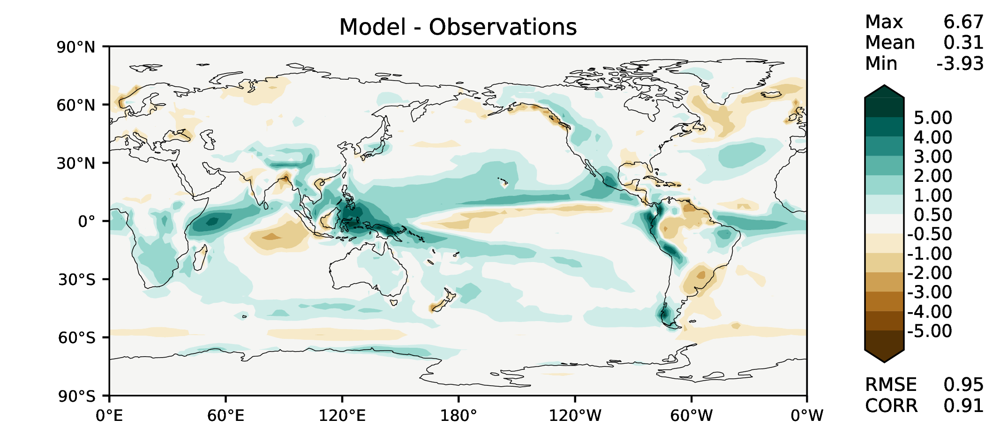 Model - Observations
Max 6.67
Mean 0.31
Min -3.93
90°N
60°N
30°N
0°
30°S
60°S
90°S
0°E 60°E 120°E 180° 120°W 60°W 0°W
5.00
4.00
3.00
2.00
1.00
0.50
-0.50
-1.00
-2.00
-3.00
-4.00
-5.00
RMSE 0.95
CORR 0.91